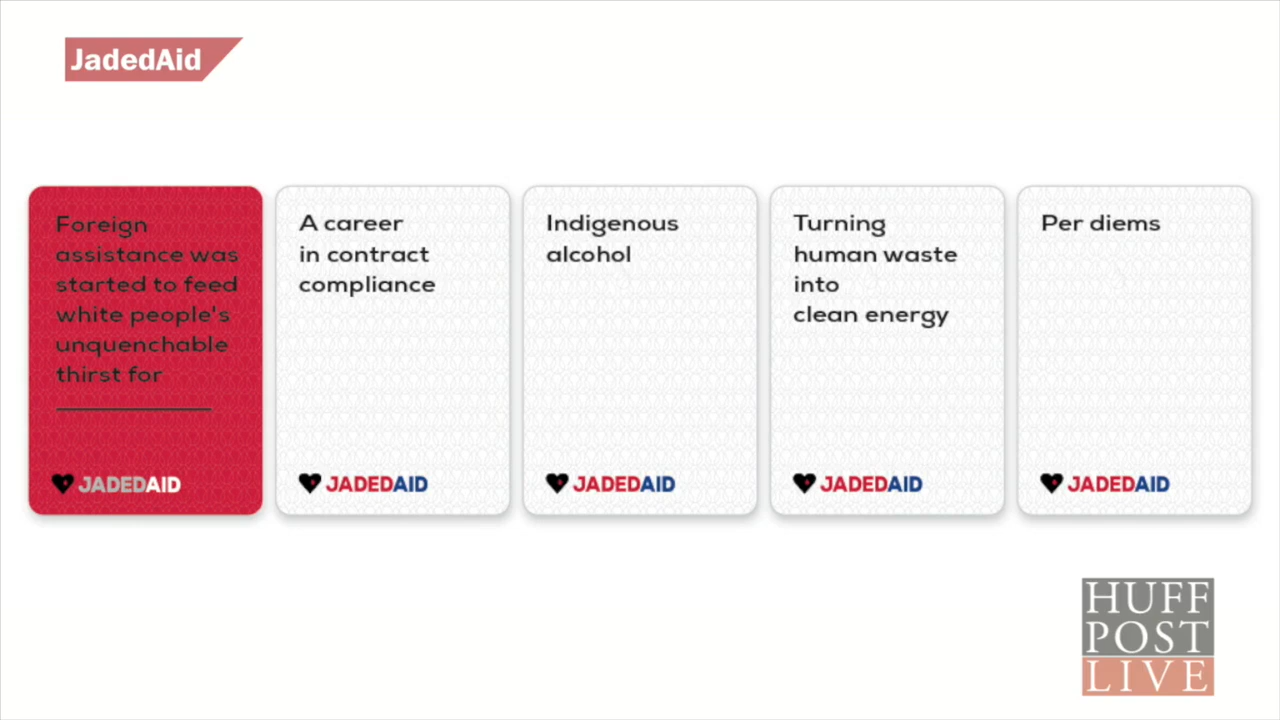 JadedAid
Foreign
assistance was
started to feed
white people's
unquenchable
thirst for
JADEDAID
A career
in contract
compliance
JADEDAID
Indigenous
alcohol
JADEDAID
Turning
human waste
into
clean energy
JADEDAID
Per diems
JADEDAID
HUFF
POST
LIVE